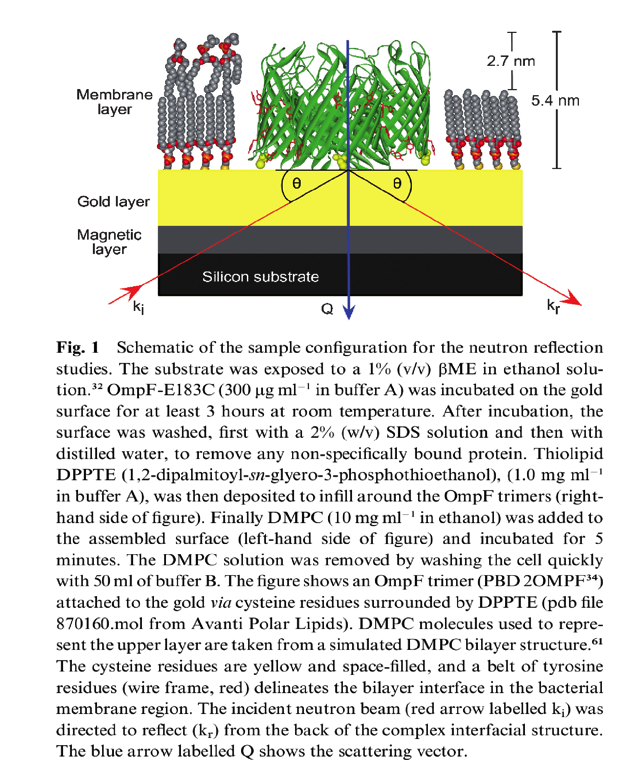 2.7 nm
Membrane
layer
5.4 nm
θ
θ
Gold layer
Magnetic
layer
Silicon substrate
kᵢ
Q
kᵣ
Fig. 1 Schematic of the sample configuration for the neutron reflection
studies. The substrate was exposed to a 1% (v/v) βME in ethanol solu-
tion.³² OmpF-E183C (300 μg ml⁻¹ in buffer A) was incubated on the gold
surface for at least 3 hours at room temperature. After incubation, the
surface was washed, first with a 2% (w/v) SDS solution and then with
distilled water, to remove any non-specifically bound protein. Thiolipid
DPPTE (1,2-dipalmitoyl-sn-glyero-3-phosphothioethanol), (1.0 mg ml⁻¹
in buffer A), was then deposited to infill around the OmpF trimers (right-
hand side of figure). Finally DMPC (10 mg ml⁻¹ in ethanol) was added to
the assembled surface (left-hand side of figure) and incubated for 5
minutes. The DMPC solution was removed by washing the cell quickly
with 50 ml of buffer B. The figure shows an OmpF trimer (PBD 2OMPF³⁴)
attached to the gold via cysteine residues surrounded by DPPTE (pdb file
870160.mol from Avanti Polar Lipids). DMPC molecules used to repre-
sent the upper layer are taken from a simulated DMPC bilayer structure.⁶¹
The cysteine residues are yellow and space-filled, and a belt of tyrosine
residues (wire frame, red) delineates the bilayer interface in the bacterial
membrane region. The incident neutron beam (red arrow labelled kᵢ) was
directed to reflect (kᵣ) from the back of the complex interfacial structure.
The blue arrow labelled Q shows the scattering vector.